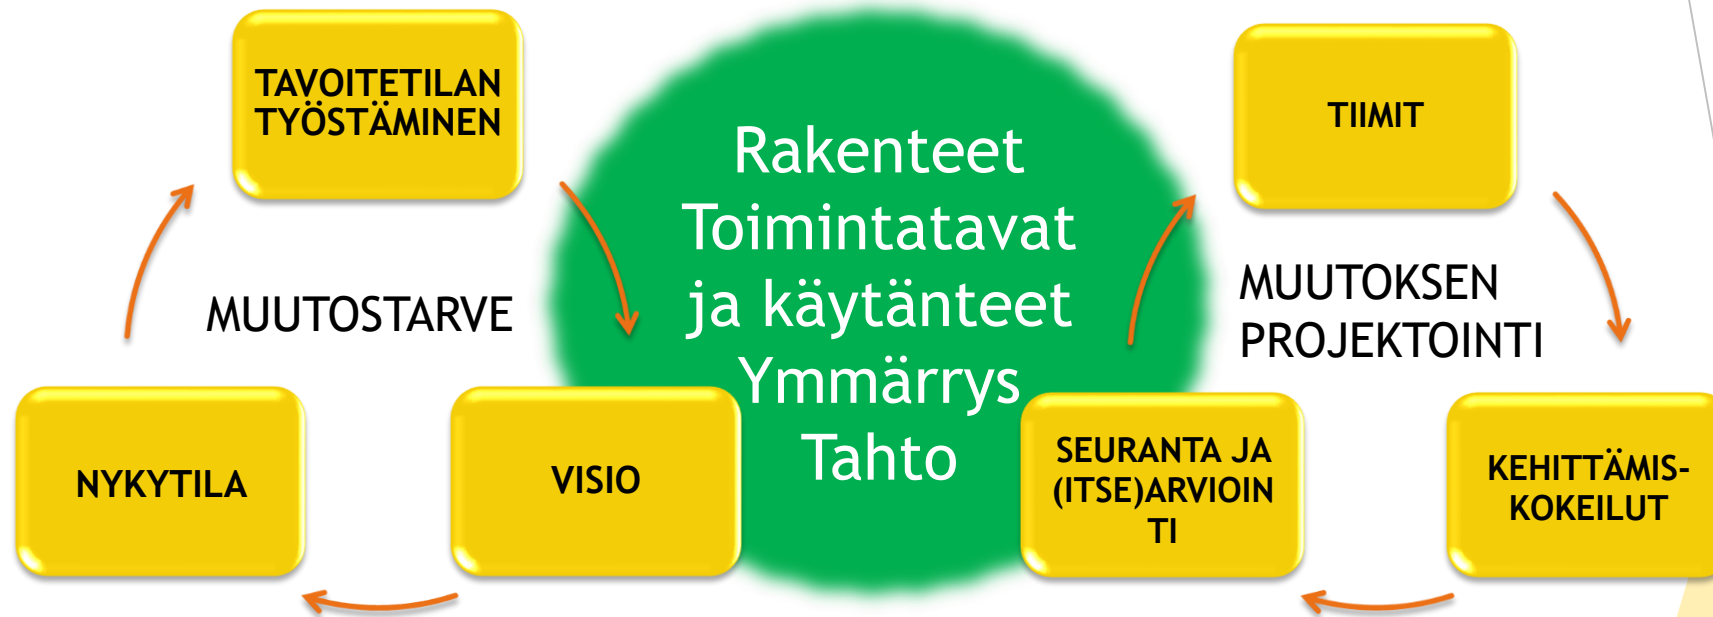 TAVOITETILAN
TYÖSTÄMINEN
MUUTOSTARVE
NYKYTILA
VISIO
Rakenteet
Toimintatavat
ja käytänteet
Ymmärrys
Tahto
TIIMIT
MUUTOKSEN
PROJEKTOINTI
SEURANTA JA
(ITSE)ARVIOIN
TI
KEHITTÄMIS-
KOKEILUT